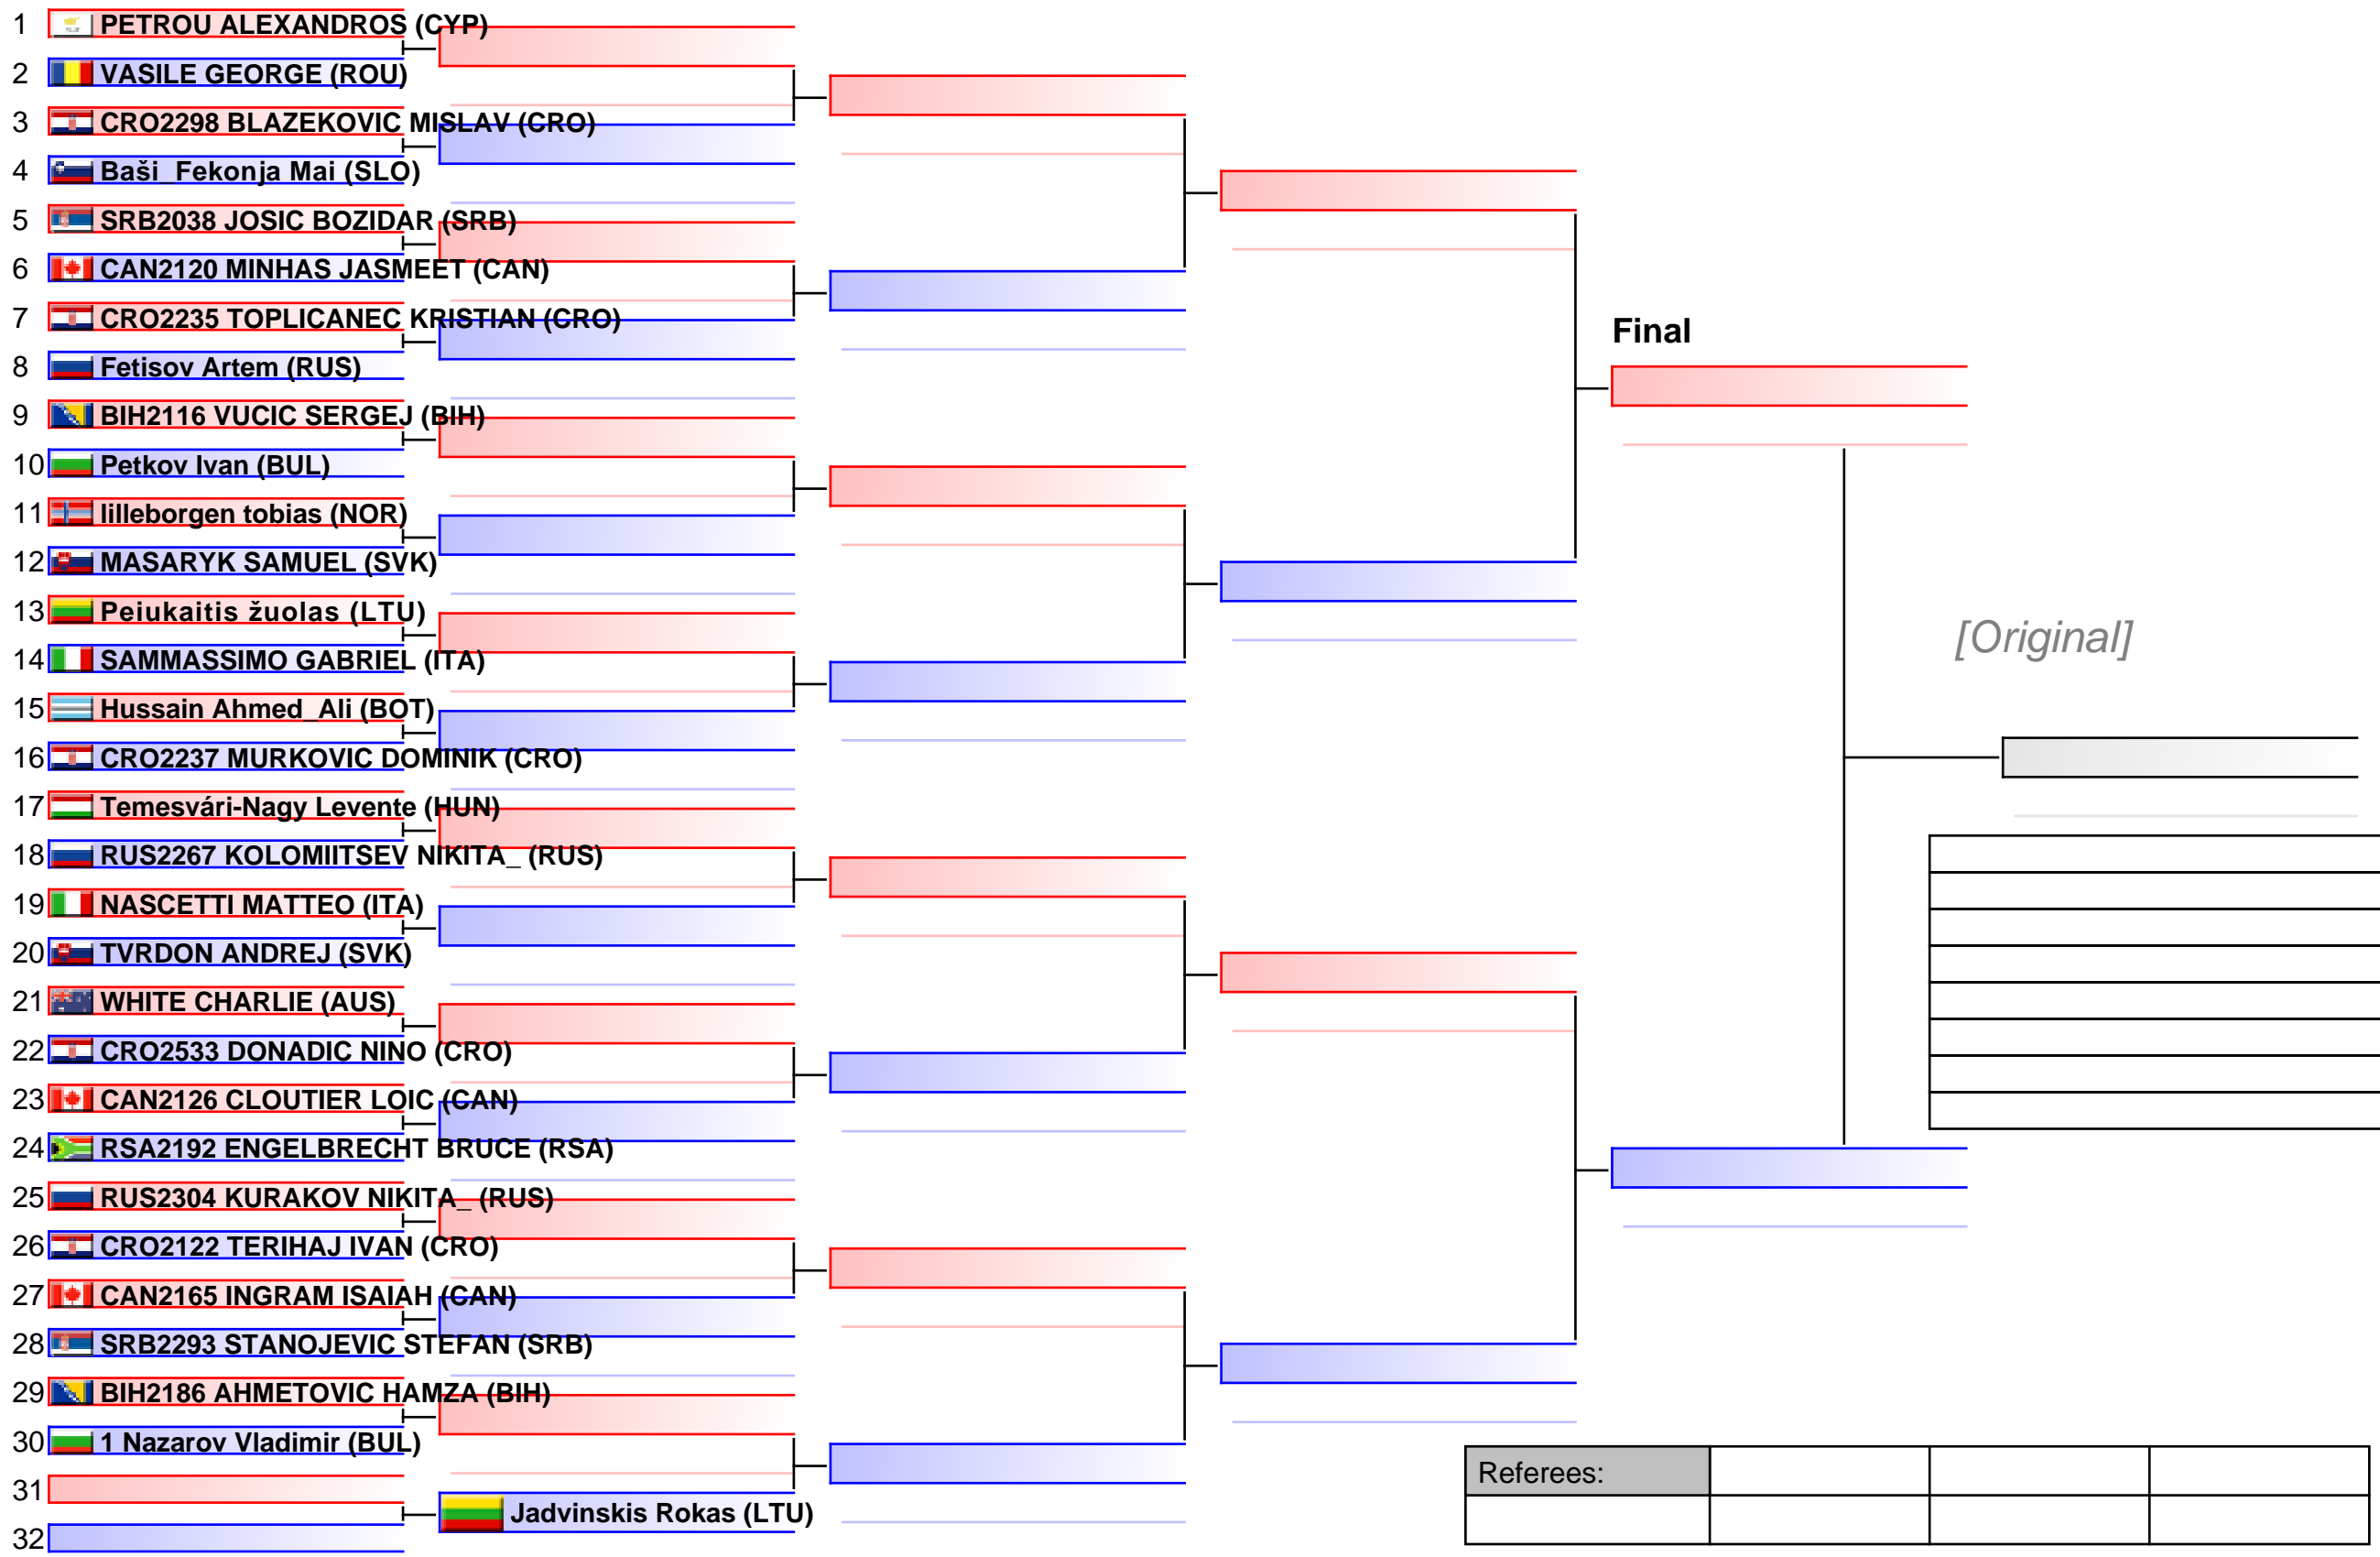 1 PETROU ALEXANDROS (CYP)
2 VASILE GEORGE (ROU)
3 CRO2298 BLAZEKOVIC MISLAV (CRO)
4 Baši_Fekonja Mai (SLO)
5 SRB2038 JOSIC BOZIDAR (SRB)
6 CAN2120 MINHAS JASMEET (CAN)
7 CRO2235 TOPLICANEC KRISTIAN (CRO)
Final
8 Fetisov Artem (RUS)
9 BIH2116 VUCIC SERGEJ (BIH)
10 Petkov Ivan (BUL)
11 lilleborgen tobias (NOR)
12 MASARYK SAMUEL (SVK)
13 Peiukaitis žuolas (LTU)
[Original]
14 SAMMASSIMO GABRIEL (ITA)
15 Hussain Ahmed_Ali (BOT)
16 CRO2237 MURKOVIC DOMINIK (CRO)
17 Temesvári-Nagy Levente (HUN)
18 RUS2267 KOLOMIITSEV NIKITA_ (RUS)
19 NASCETTI MATTEO (ITA)
20 TVRDON ANDREJ (SVK)
21 WHITE CHARLIE (AUS)
22 CRO2533 DONADIC NINO (CRO)
23 CAN2126 CLOUTIER LOIC (CAN)
24 RSA2192 ENGELBRECHT BRUCE (RSA)
25 RUS2304 KURAKOV NIKITA_ (RUS)
26 CRO2122 TERIHAJ IVAN (CRO)
27 CAN2165 INGRAM ISAIAH (CAN)
28 SRB2293 STANOJEVIC STEFAN (SRB)
29 BIH2186 AHMETOVIC HAMZA (BIH)
30 1 Nazarov Vladimir (BUL)
Referees:
31
Jadvinskis Rokas (LTU)
32